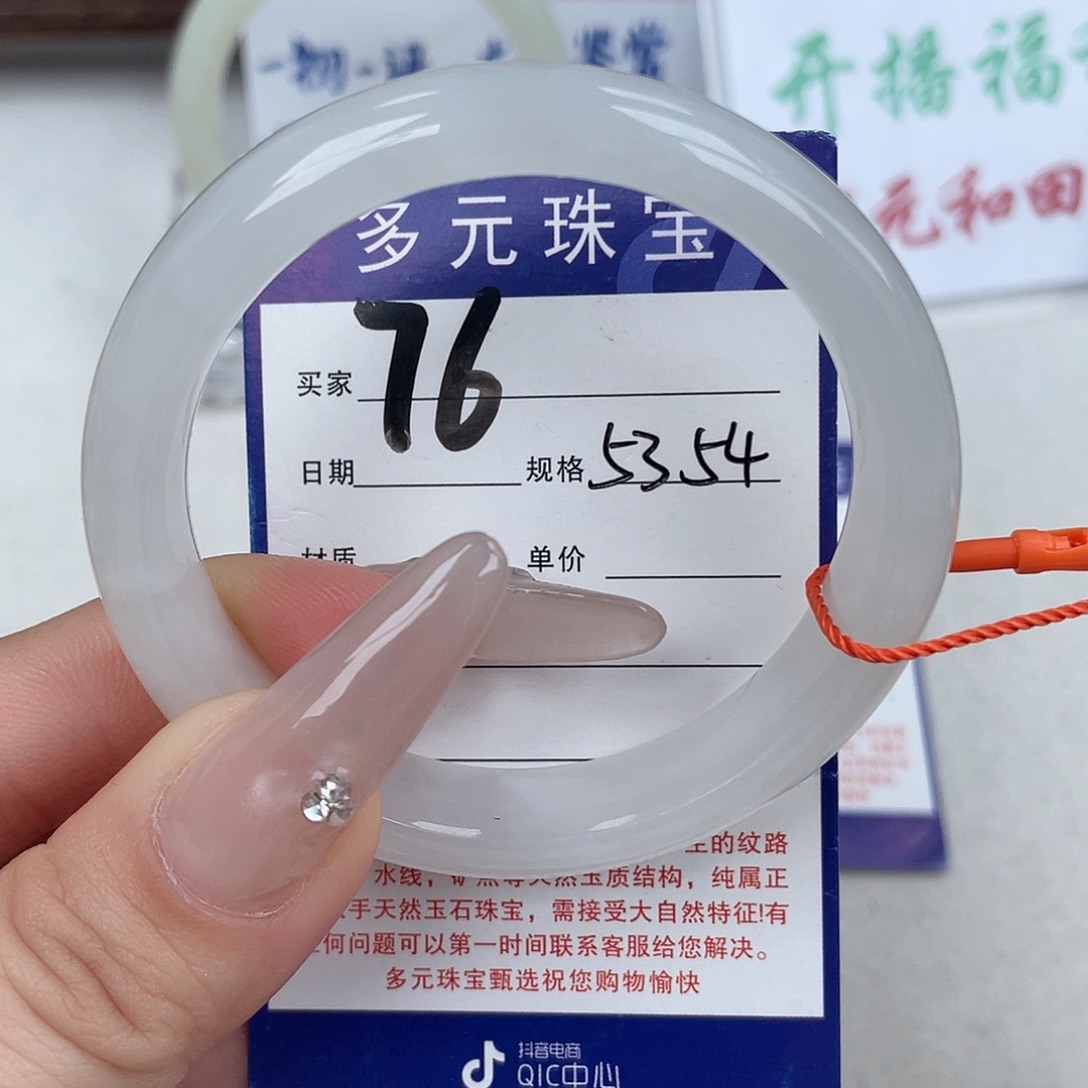 开播福
元和田
多元珠宝
76
买家
日期 规格 53 54
材质 单价
的纹路
水线，矿点等天然玉质结构，纯属正
手天然玉石珠宝，需接受大自然特征!有
何问题可以第一时间联系客服给您解决。
多元珠宝甄选祝您购物愉快
抖音电商
QIC中心